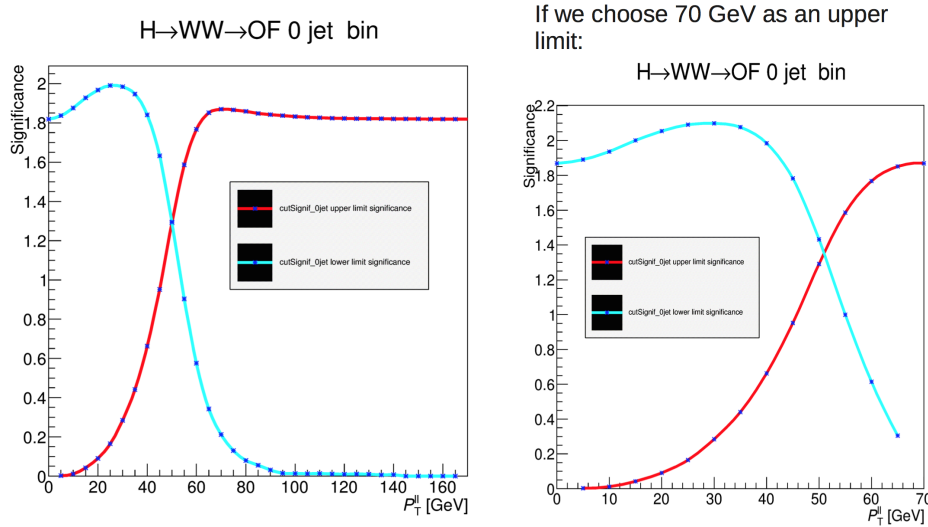 H→WW→OF 0 jet bin
Significance
2
1.8
1.6
1.4
1.2
1
0.8
0.6
0.4
0.2
0
cutSignif_0jet upper limit significance
cutSignif_0jet lower limit significance
0 20 40 60 80 100 120 140 160
P_T^ll [GeV]
If we choose 70 GeV as an upper
limit:
H→WW→OF 0 jet bin
Significance
2.2
2
1.8
1.6
1.4
1.2
1
0.8
0.6
0.4
0.2
0
cutSignif_0jet upper limit significance
cutSignif_0jet lower limit significance
0 10 20 30 40 50 60 70
P_T^ll [GeV]